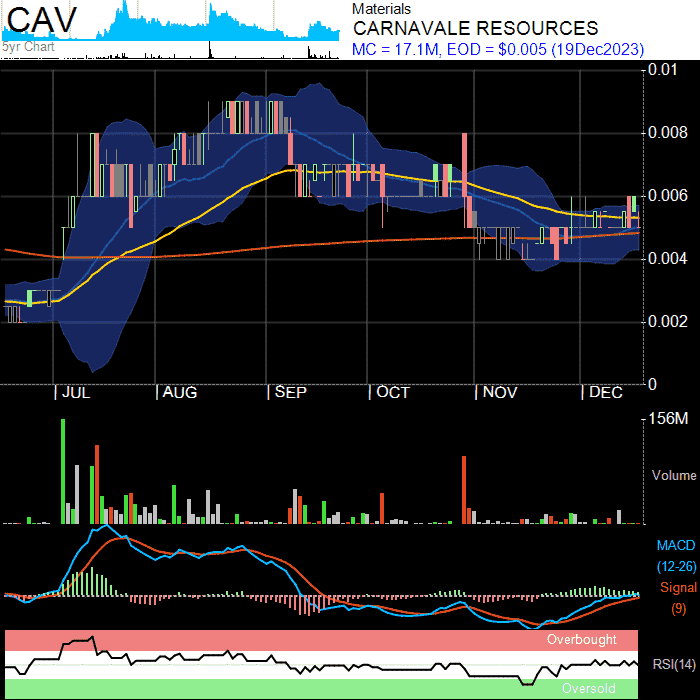 CAV
5yr Chart
Materials
CARNAVALE RESOURCES
MC = 17.1M, EOD = $0.005 (19Dec2023)
0.01
0.008
0.006
0.004
0.002
0
JUL
AUG
SEP
OCT
NOV
DEC
156M
Volume
MACD
(12-26)
Signal
(9)
Overbought
RSI(14)
Oversold